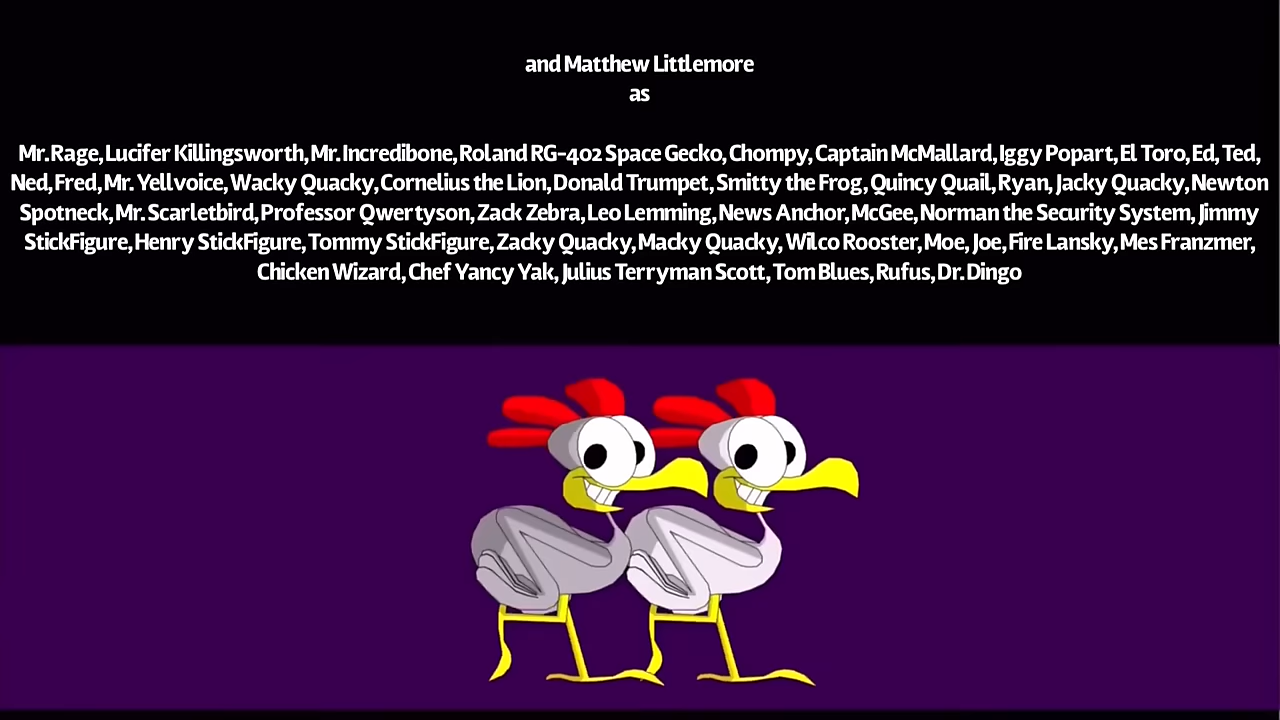 and Matthew Littlemore
as
Mr. Rage, Lucifer Killingsworth, Mr. Incredibone, Roland RG-402 Space Gecko, Chompy, Captain McMallard, Iggy Popart, El Toro, Ed, Ted,
Ned, Fred, Mr. Yellvoice, Wacky Quacky, Cornelius the Lion, Donald Trumpet, Smitty the Frog, Quincy Quail, Ryan, Jacky Quacky, Newton
Spotneck, Mr. Scarletbird, Professor Qwertyson, Zack Zebra, Leo Lemming, News Anchor, McGee, Norman the Security System, Jimmy
StickFigure, Henry StickFigure, Tommy StickFigure, Zacky Quacky, Macky Quacky, Wilco Rooster, Moe, Joe, Fire Lansky, Mes Franzmer,
Chicken Wizard, Chef Yancy Yak, Julius Terryman Scott, Tom Blues, Rufus, Dr. Dingo